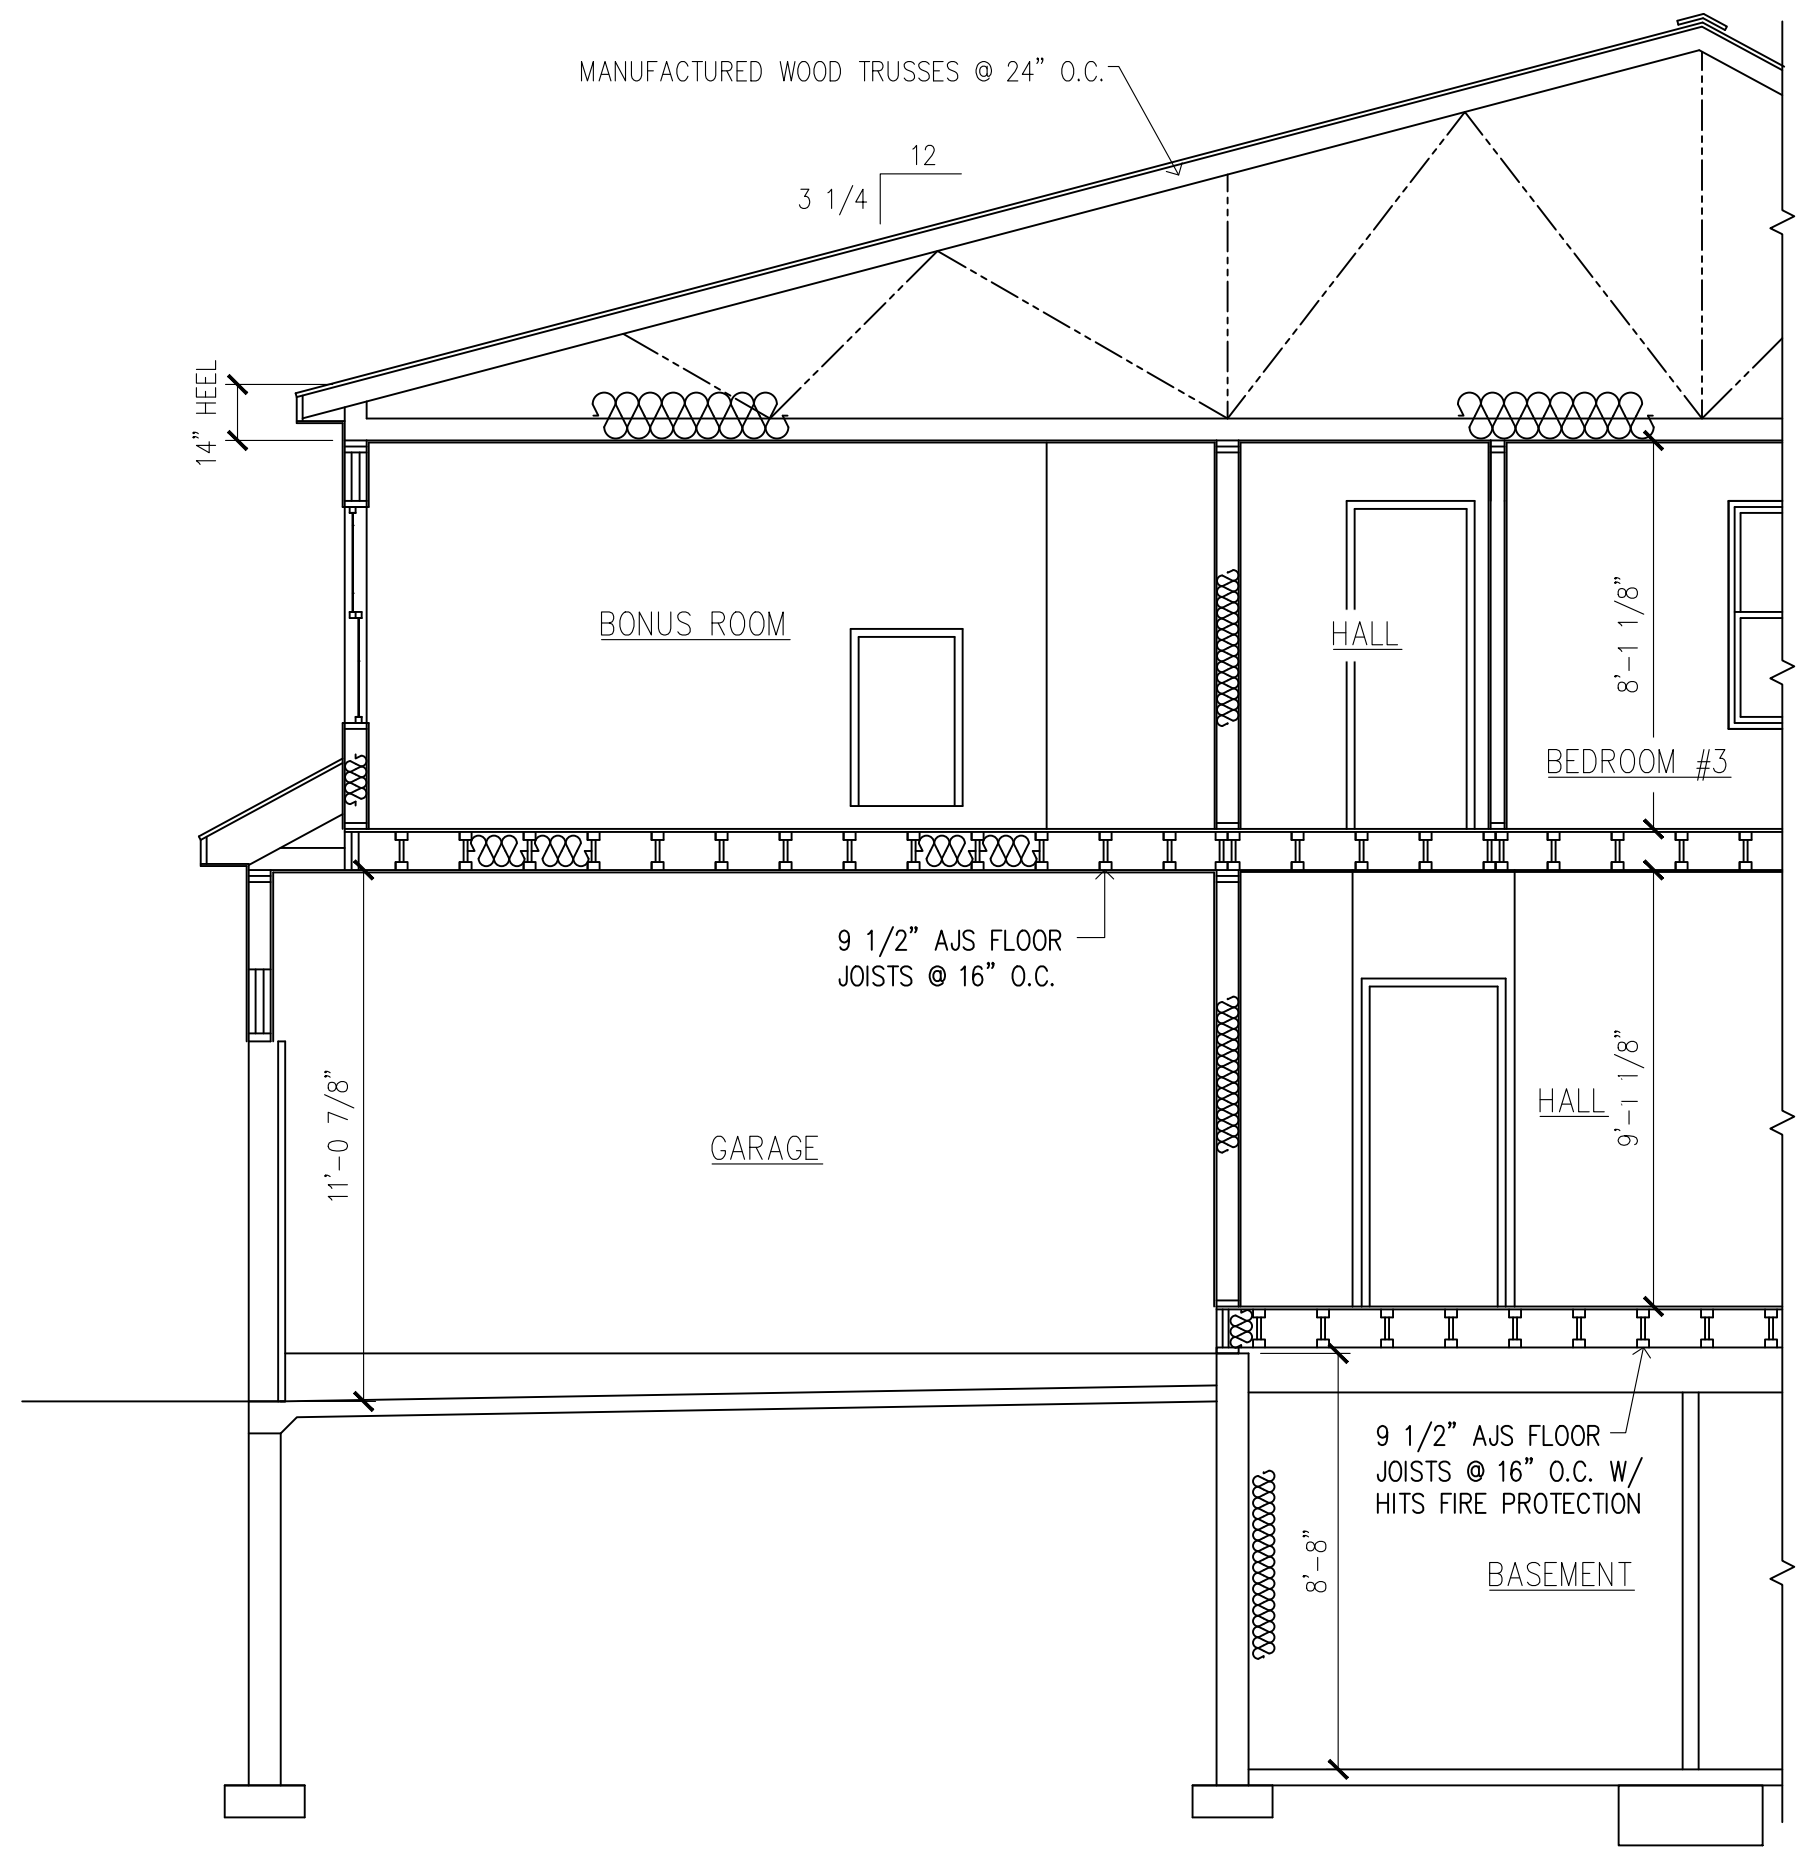 MANUFACTURED WOOD TRUSSES @ 24" O.C.
12
3 1/4
14" HEEL
BONUS ROOM
HALL
8'-1 1/8"
BEDROOM #3
9 1/2" AJS FLOOR
JOISTS @ 16" O.C.
11'-0 7/8"
GARAGE
HALL
9'-1 1/8"
9 1/2" AJS FLOOR
JOISTS @ 16" O.C. W/
HITS FIRE PROTECTION
8'-8"
BASEMENT